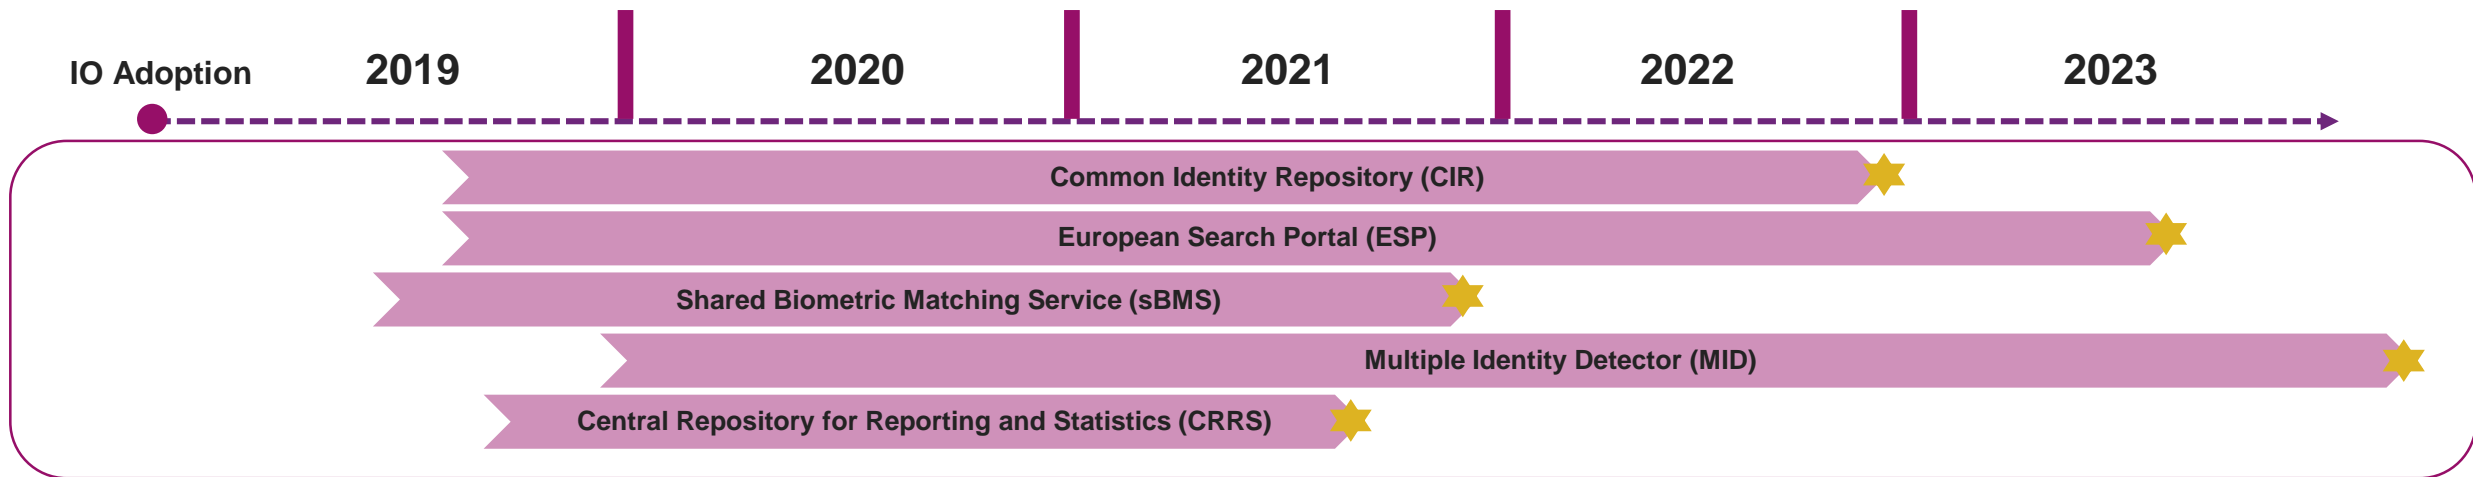 IO Adoption 2019 2020 2021 2022 2023
Common Identity Repository (CIR)
European Search Portal (ESP)
Shared Biometric Matching Service (sBMS)
Multiple Identity Detector (MID)
Central Repository for Reporting and Statistics (CRRS)